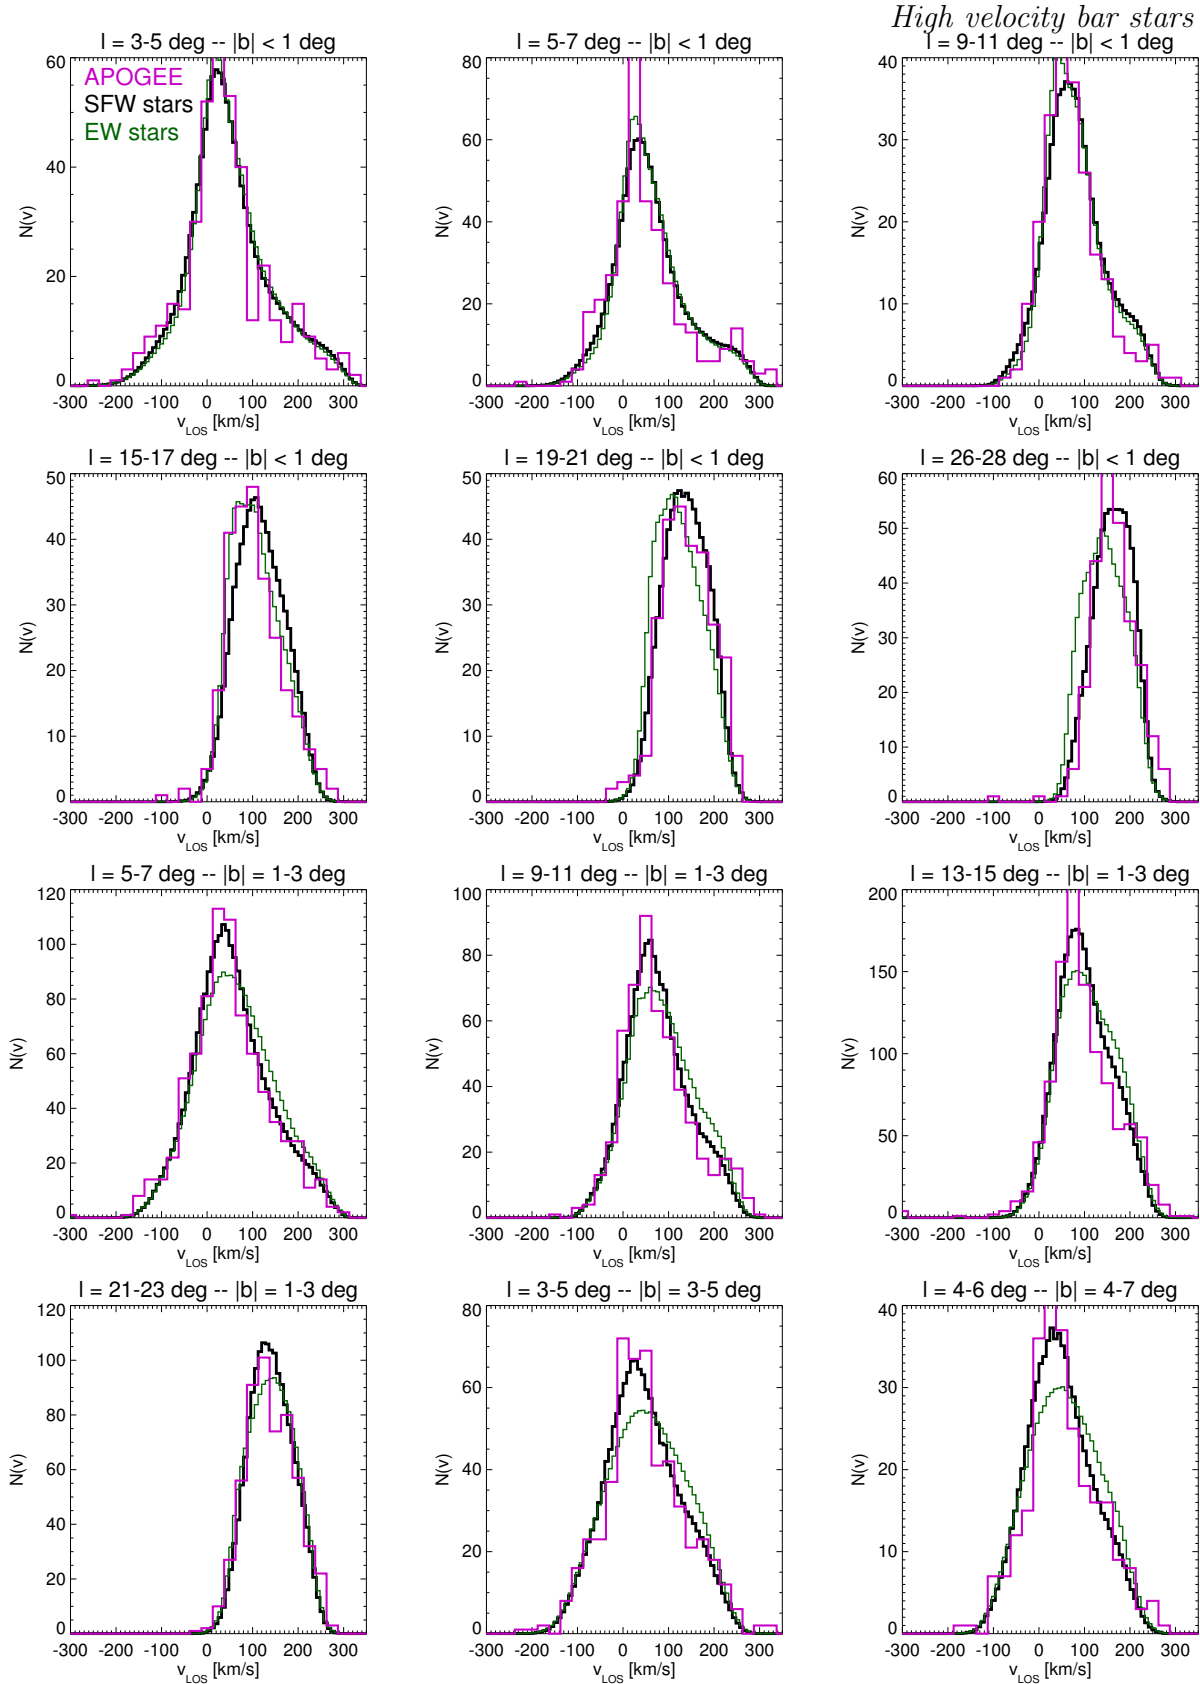 High velocity bar stars
l = 3-5 deg -- |b| < 1 deg
60
40
20
0
N(v)
APOGEE
SFW stars
EW stars
-300 -200 -100 0 100 200 300
v_LOS [km/s]
l = 5-7 deg -- |b| < 1 deg
80
60
40
20
0
N(v)
-300 -200 -100 0 100 200 300
v_LOS [km/s]
l = 9-11 deg -- |b| < 1 deg
40
30
20
10
0
N(v)
-300 -200 -100 0 100 200 300
v_LOS [km/s]
l = 15-17 deg -- |b| < 1 deg
50
40
30
20
10
0
N(v)
-300 -200 -100 0 100 200 300
v_LOS [km/s]
l = 19-21 deg -- |b| < 1 deg
50
40
30
20
10
0
N(v)
-300 -200 -100 0 100 200 300
v_LOS [km/s]
l = 26-28 deg -- |b| < 1 deg
60
50
40
30
20
10
0
N(v)
-300 -200 -100 0 100 200 300
v_LOS [km/s]
l = 5-7 deg -- |b| = 1-3 deg
120
100
80
60
40
20
0
N(v)
-300 -200 -100 0 100 200 300
v_LOS [km/s]
l = 9-11 deg -- |b| = 1-3 deg
100
80
60
40
20
0
N(v)
-300 -200 -100 0 100 200 300
v_LOS [km/s]
l = 13-15 deg -- |b| = 1-3 deg
200
150
100
50
0
N(v)
-300 -200 -100 0 100 200 300
v_LOS [km/s]
l = 21-23 deg -- |b| = 1-3 deg
120
100
80
60
40
20
0
N(v)
-300 -200 -100 0 100 200 300
v_LOS [km/s]
l = 3-5 deg -- |b| = 3-5 deg
80
60
40
20
0
N(v)
-300 -200 -100 0 100 200 300
v_LOS [km/s]
l = 4-6 deg -- |b| = 4-7 deg
40
30
20
10
0
N(v)
-300 -200 -100 0 100 200 300
v_LOS [km/s]